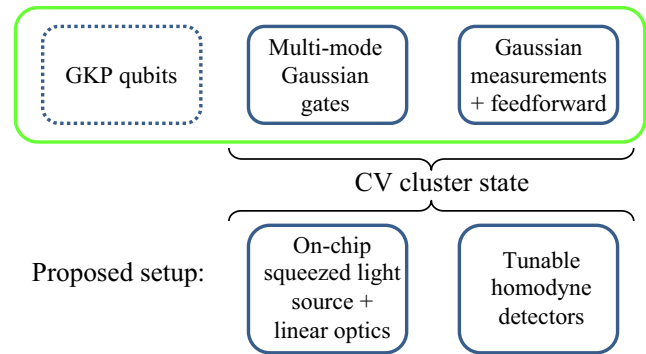 GKP qubits
Multi-mode
Gaussian
gates
Gaussian
measurements
+ feedforward
CV cluster state
Proposed setup:
On-chip
squeezed light
source +
linear optics
Tunable
homodyne
detectors